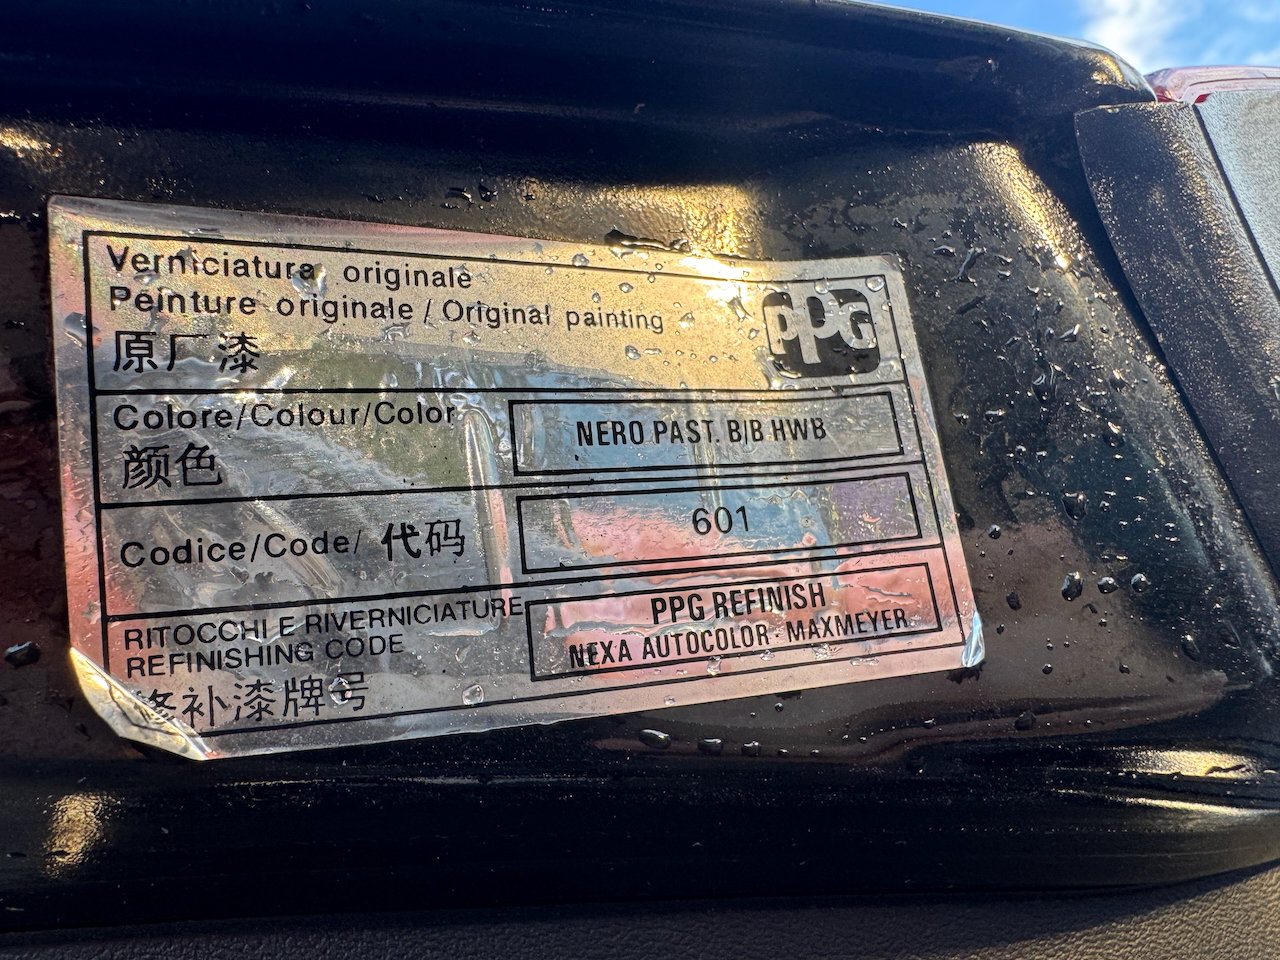 Verniciatura originale
Peinture originale / Original painting
PPG
原厂漆
Colore/Colour/Color
颜色
NERO PAST. B|B HWB
Codice/Code/ 代码
601
RITOCCHI E RIVERNICIATURE
REFINISHING CODE
修补漆牌号
PPG REFINISH
NEXA AUTOCOLOR - MAXMEYER